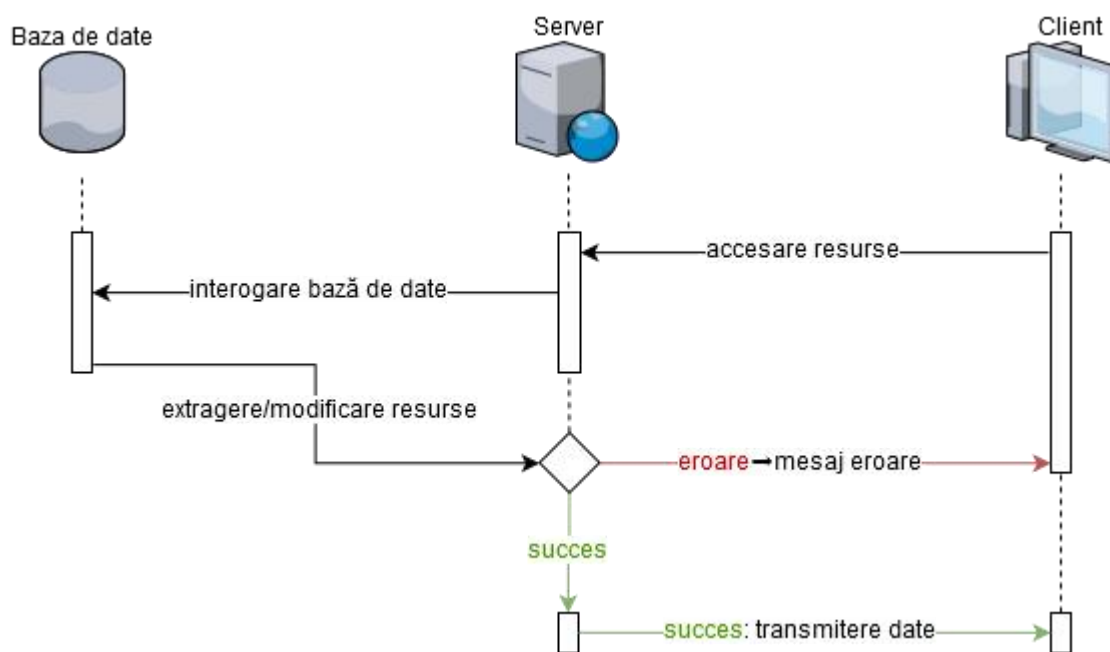 Baza de date
Server
Client
accesare resurse
interogare bază de date
extragere/modificare resurse
eroare→mesaj eroare
succes
succes: transmitere date